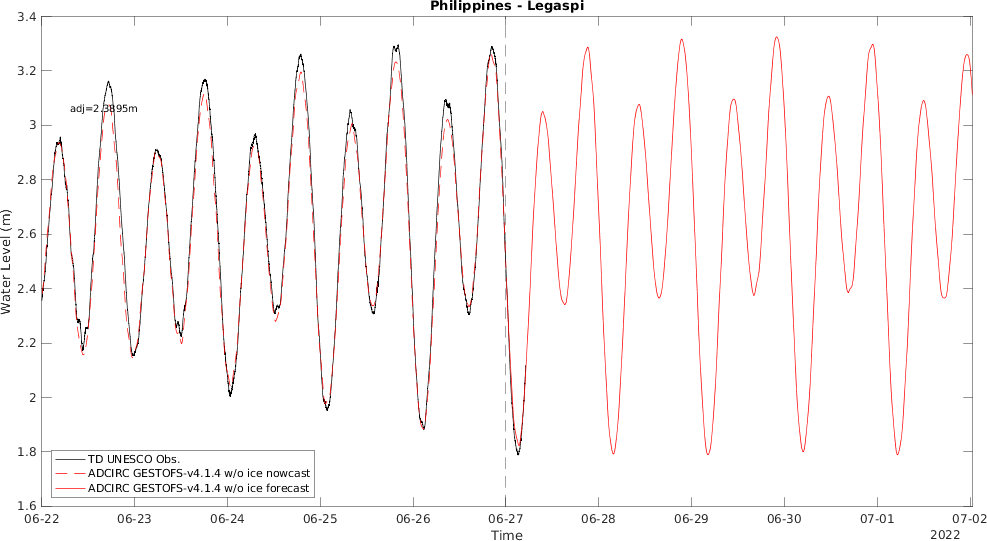 Philippines - Legaspi
3.4
3.2
3
2.8
2.6
2.4
2.2
2
1.8
1.6
Water Level (m)
adj=2.3895m
TD UNESCO Obs.
ADCIRC GESTOFS-v4.1.4 w/o ice nowcast
ADCIRC GESTOFS-v4.1.4 w/o ice forecast
06-22 06-23 06-24 06-25 06-26 06-27 06-28 06-29 06-30 07-01 07-02
Time
2022